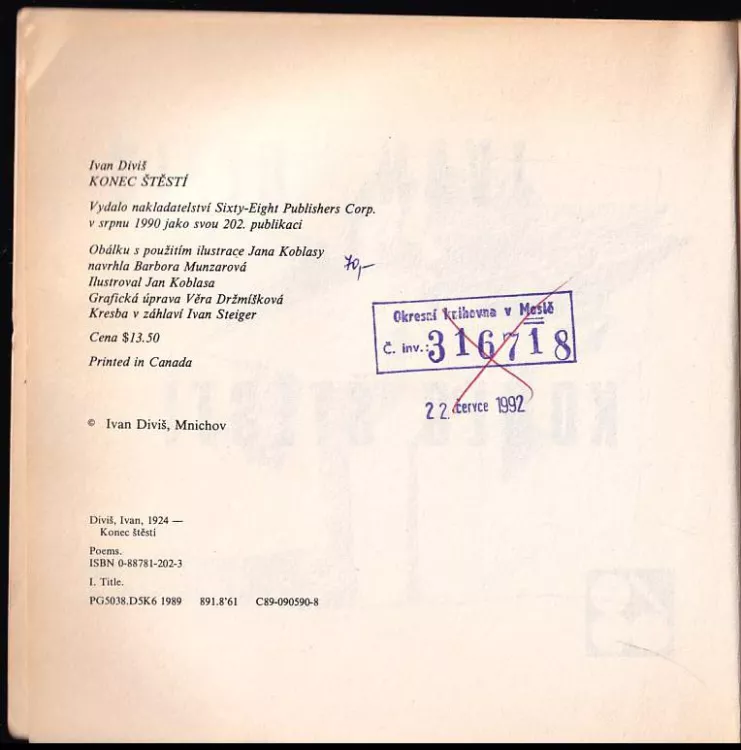 Ivan Diviš
KONEC ŠTĚSTÍ
Vydalo nakladatelství Sixty-Eight Publishers Corp.
v srpnu 1990 jako svou 202. publikaci
Obálku s použitím ilustrace Jana Koblasy
navrhla Barbora Munzarová
Ilustroval Jan Koblasa
Grafická úprava Věra Držmíšková
Kresba v záhlaví Ivan Steiger
Cena $13.50
Printed in Canada
70,—
Okresní knihovna v Mostě
Č. inv.: 316718
22. července 1992
© Ivan Diviš, Mnichov
Diviš, Ivan, 1924 —
Konec štěstí
Poems.
ISBN 0-88781-202-3
I. Title.
PG5038.D5K6 1989 891.8'61 C89-090590-8